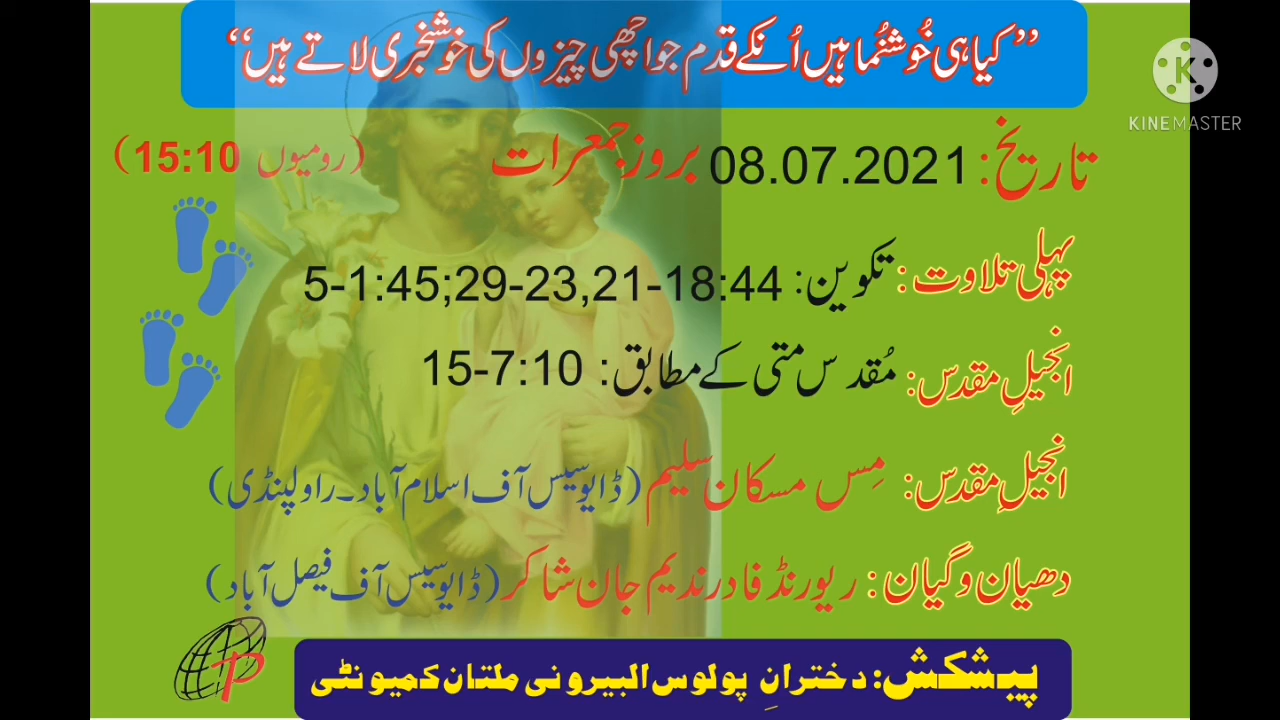 ”کیا ہی خُوشنُما ہیں اُنکے قدم جو اچھی چیزوں کی خوشخبری لاتے ہیں“
KINEMASTER
تاریخ: 08.07.2021 بروز جمعرات (رومیوں 15:10)
پہلی تلاوت: تکوین: 18:44-23,21-1:45;29-5
انجیلِ مقدس: مُقدس متی کے مطابق: 7:10-15
انجیلِ مقدس: مِس مسکان سلیم (ڈایوسیس آف اسلام آباد۔راولپنڈی)
دھیان و گیان: ریورنڈ فادر ندیم جان شاکر (ڈایوسیس آف فیصل آباد)
پیشکش: دخترانِ پولوس البیرونی ملتان کمیونٹی